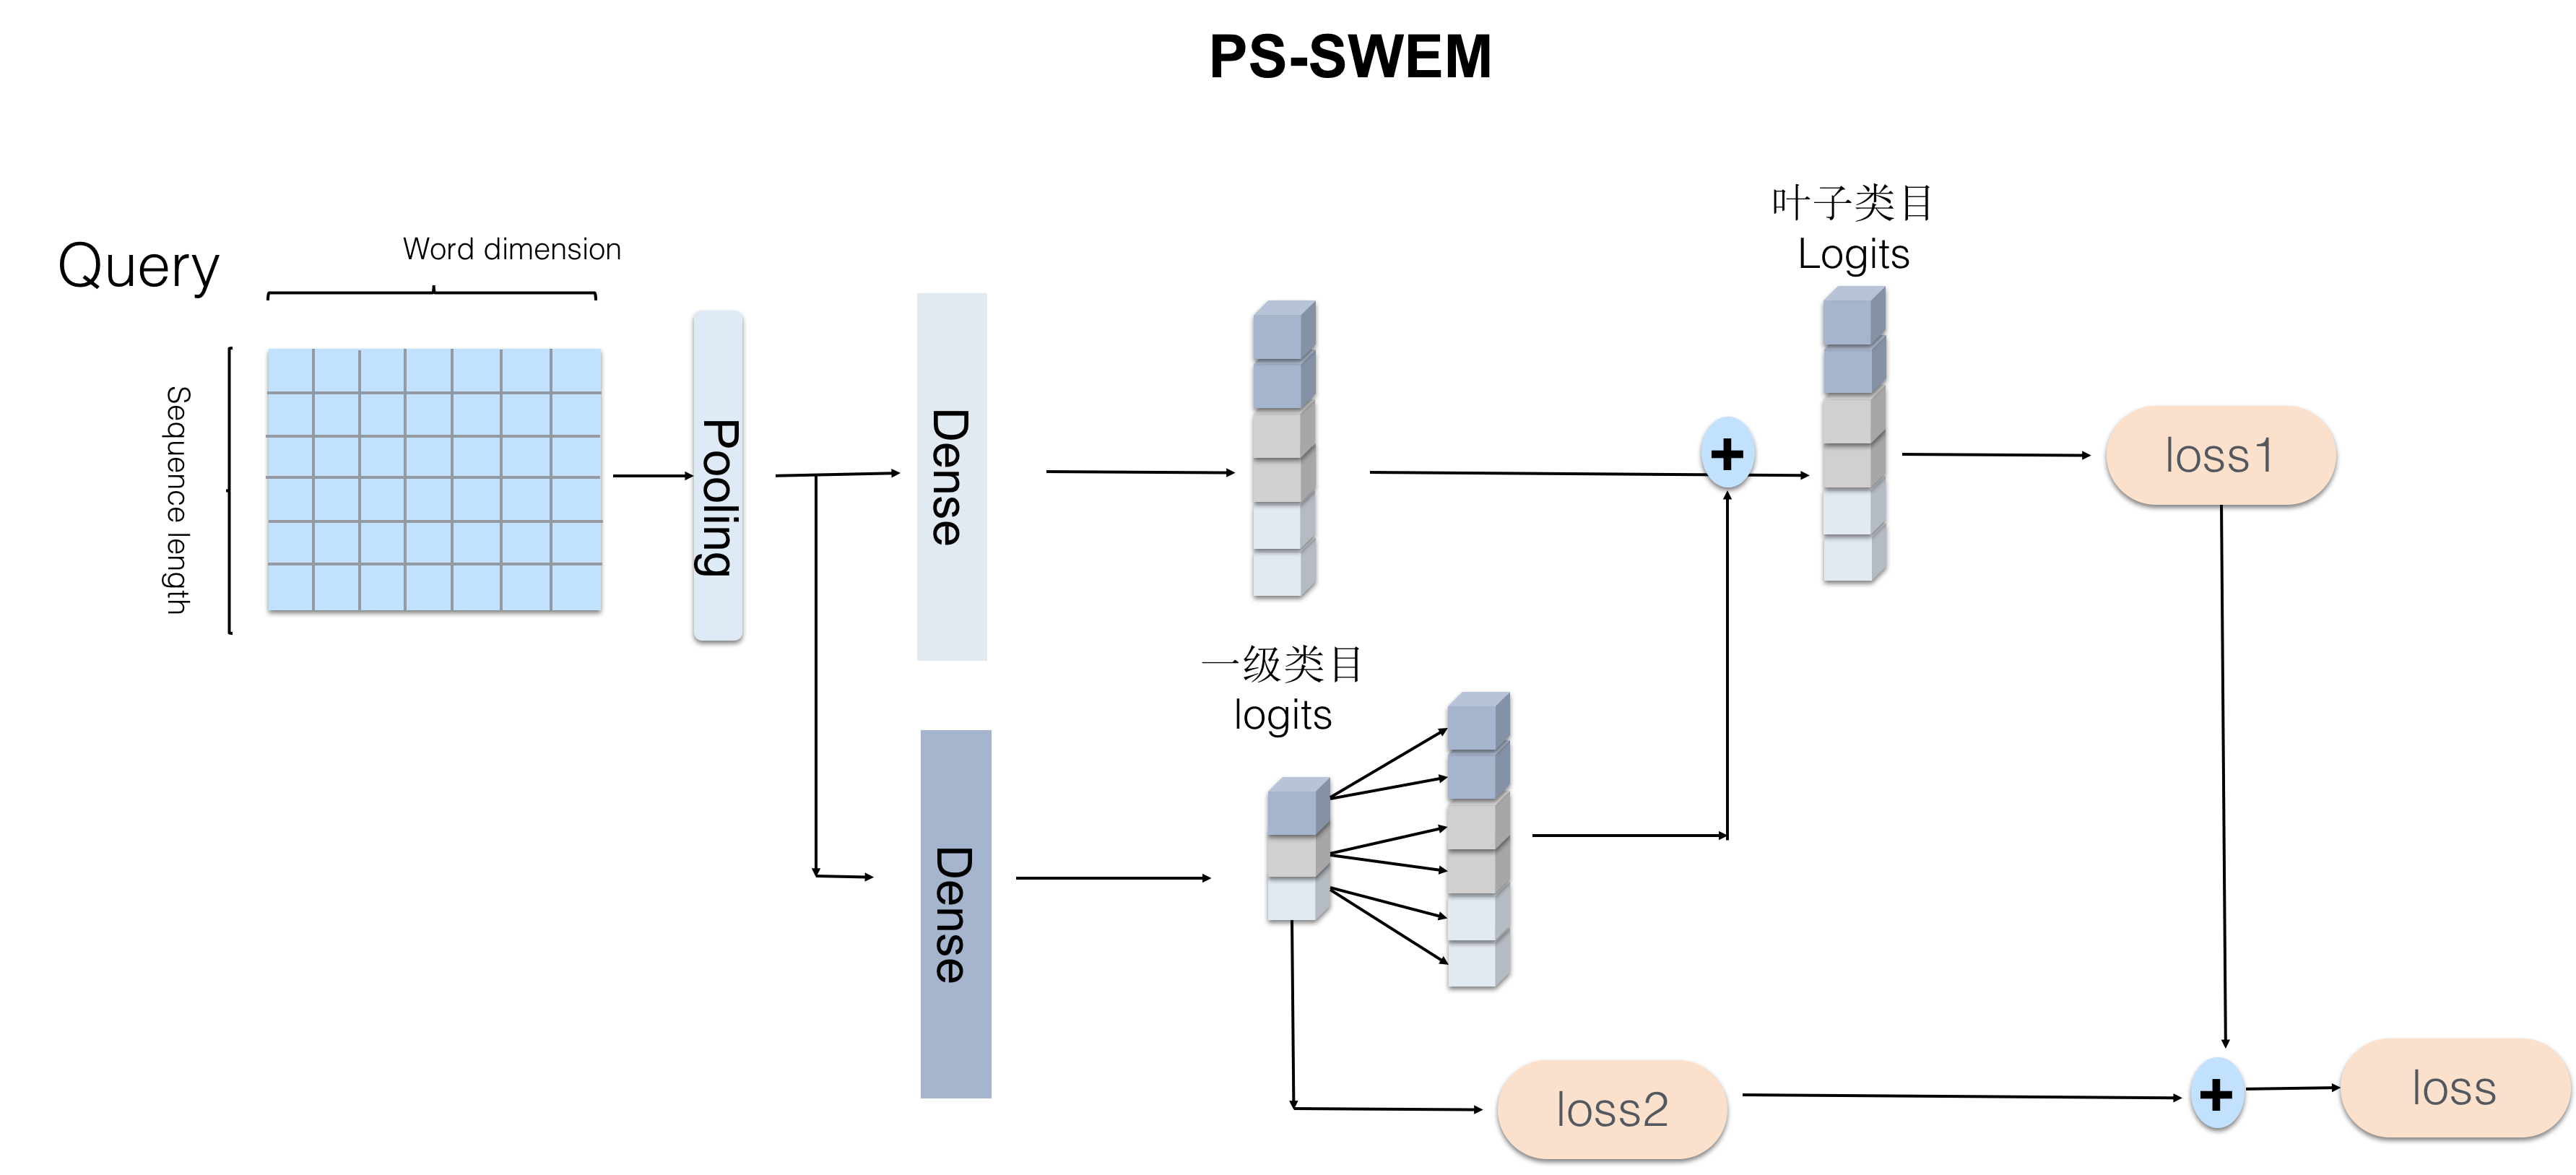 PS-SWEM
Query
Word dimension
Sequence length
Pooling
Dense
叶子类目
Logits
+
loss1
一级类目
logits
Dense
loss2
+
loss